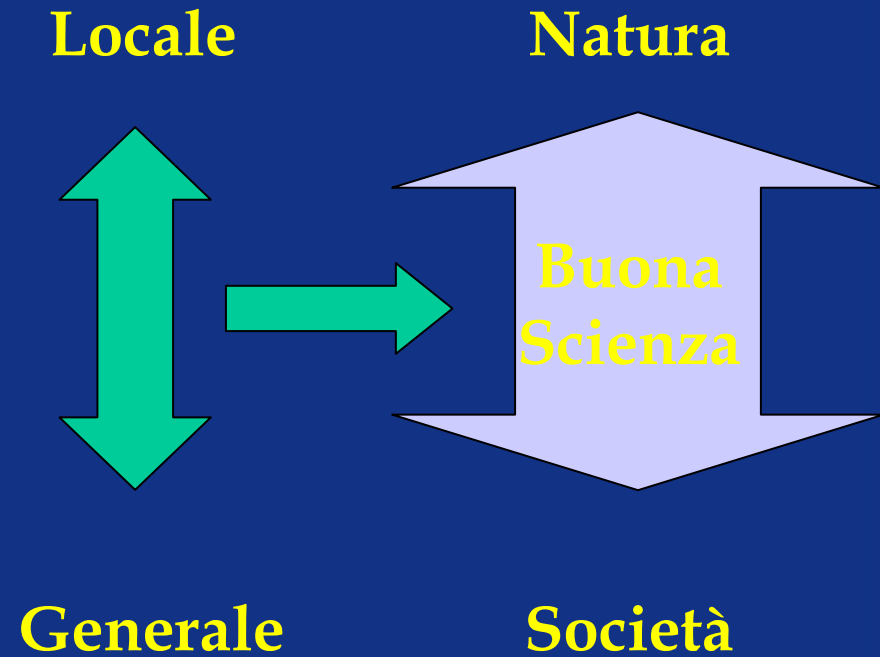 Locale
Natura
Buona
Scienza
Generale
Società